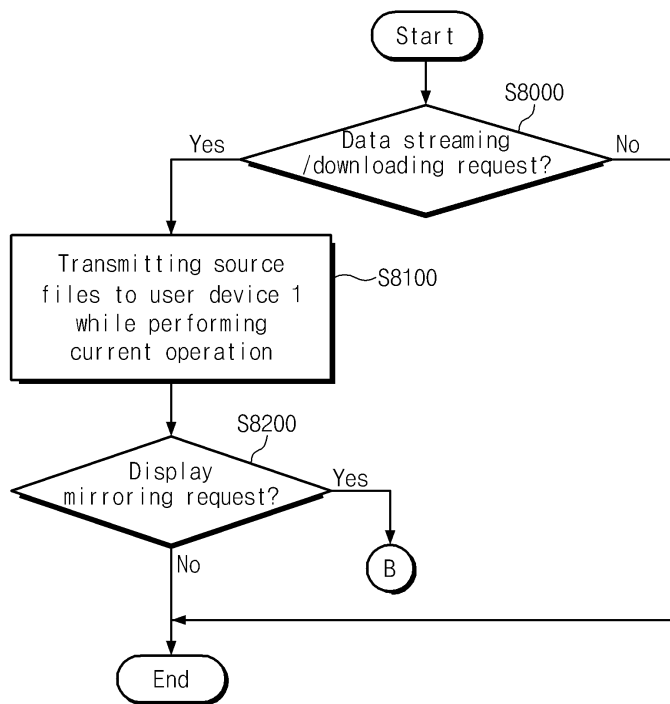 Start
S8000
Data streaming
/downloading request?
Yes
No
Transmitting source
files to user device 1
while performing
current operation
S8100
S8200
Display
mirroring request?
Yes
B
No
End